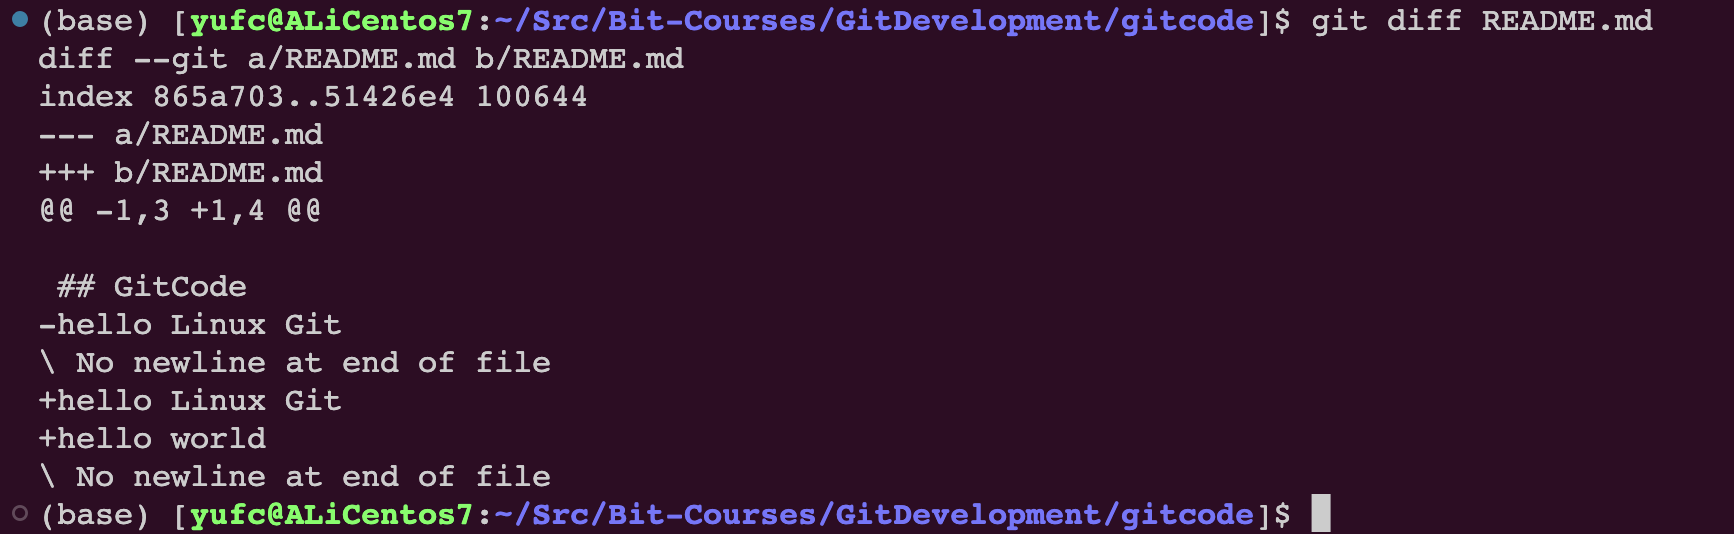 (base) [yufc@ALiCentos7:~/Src/Bit-Courses/GitDevelopment/gitcode]$ git diff README.md
diff --git a/README.md b/README.md
index 865a703..51426e4 100644
--- a/README.md
+++ b/README.md
@@ -1,3 +1,4 @@
 ## GitCode
-hello Linux Git
\ No newline at end of file
+hello Linux Git
+hello world
\ No newline at end of file
(base) [yufc@ALiCentos7:~/Src/Bit-Courses/GitDevelopment/gitcode]$